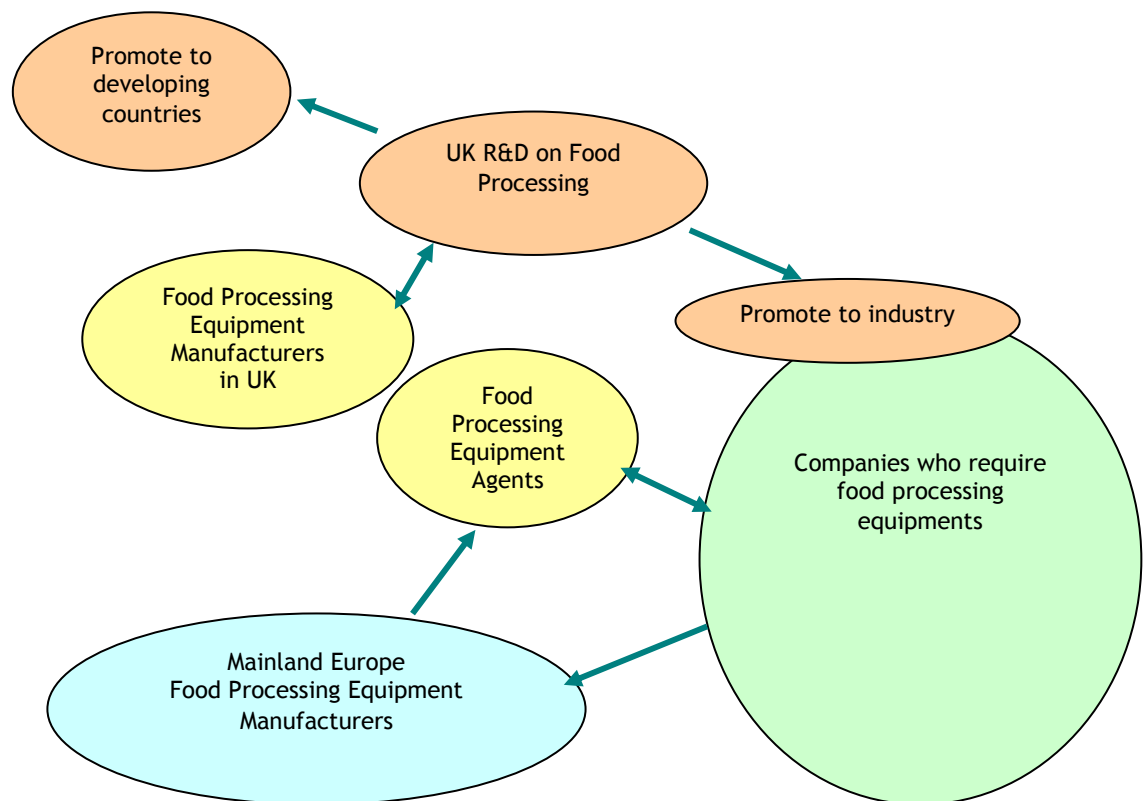 Promote to
developing
countries
UK R&D on Food
Processing
Food Processing
Equipment
Manufacturers
in UK
Promote to industry
Food
Processing
Equipment
Agents
Companies who require
food processing
equipments
Mainland Europe
Food Processing Equipment
Manufacturers